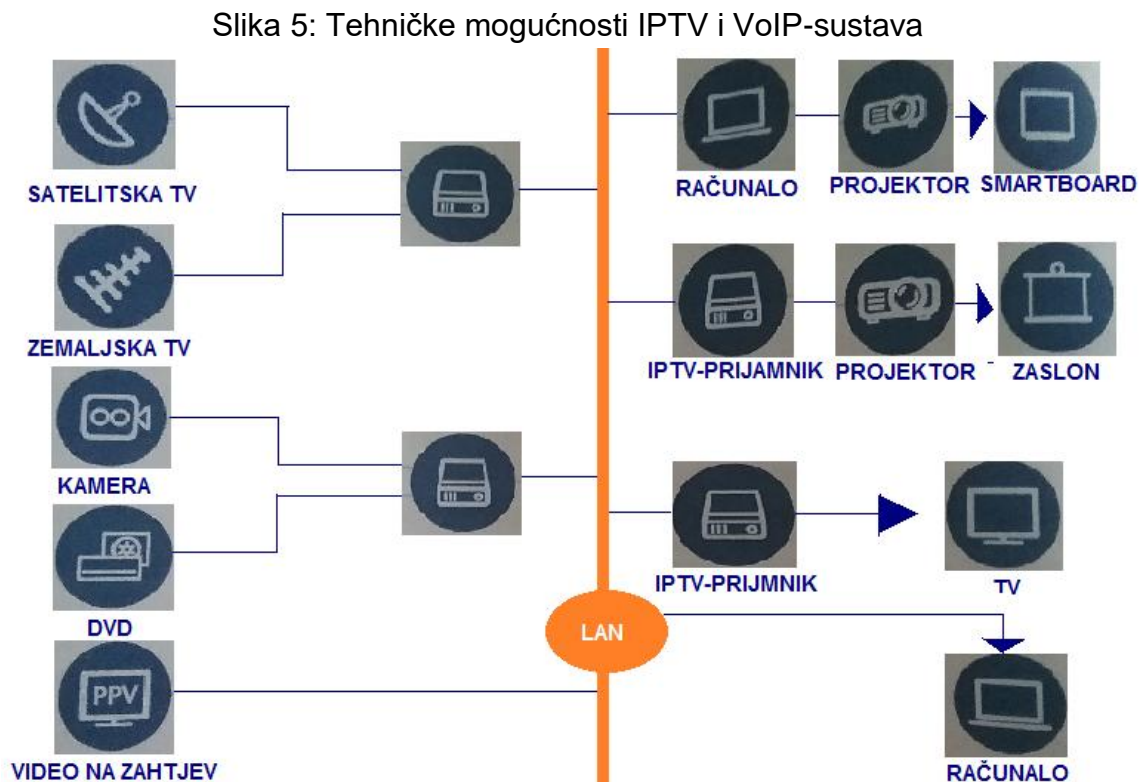 Slika 5: Tehničke mogućnosti IPTV i VoIP-sustava
SATELITSKA TV
ZEMALJSKA TV
KAMERA
DVD
PPV
VIDEO NA ZAHTJEV
LAN
RAČUNALO
PROJEKTOR
SMARTBOARD
IPTV-PRIJAMNIK
PROJEKTOR
ZASLON
IPTV-PRIJMNIK
TV
RAČUNALO